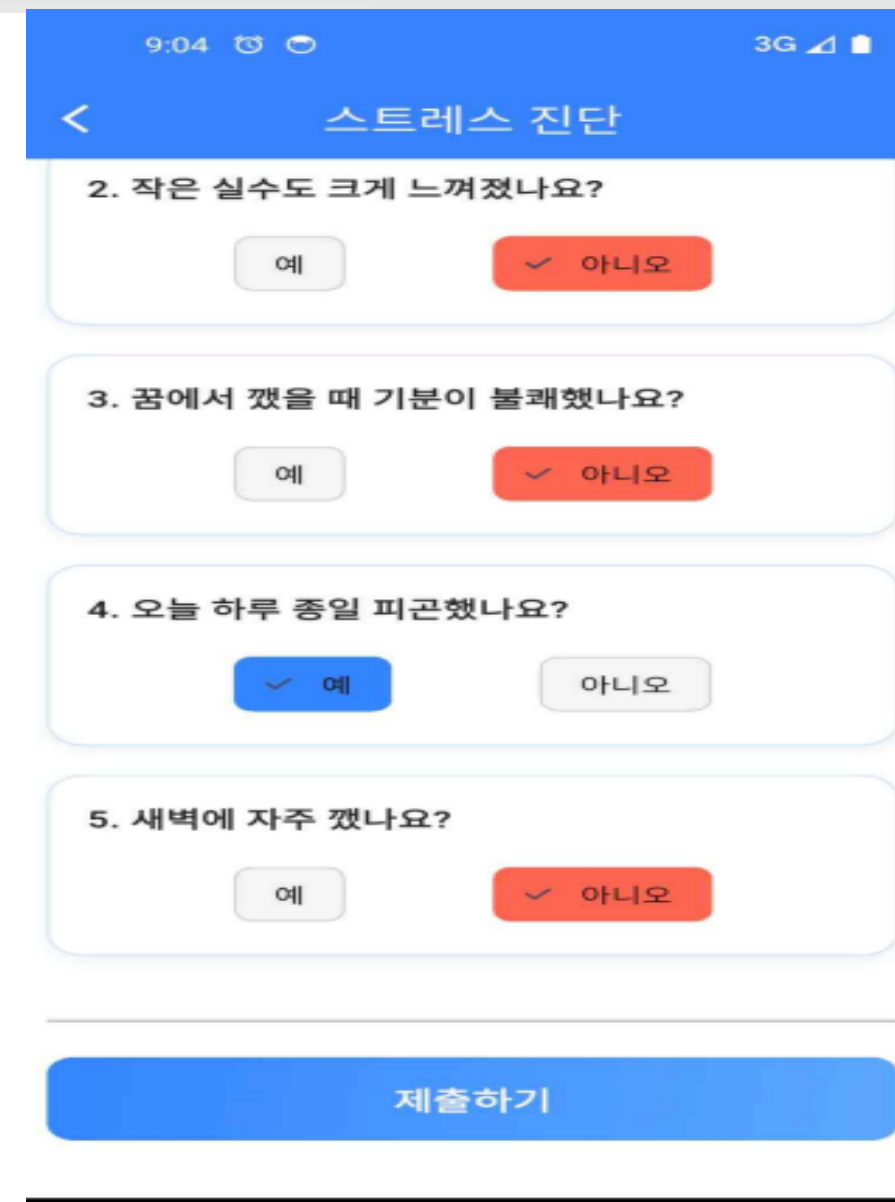 9:04 3G
스트레스 진단
2. 작은 실수도 크게 느껴졌나요?
예 아니오
3. 꿈에서 깼을 때 기분이 불쾌했나요?
예 아니오
4. 오늘 하루 종일 피곤했나요?
예 아니오
5. 새벽에 자주 깼나요?
예 아니오
제출하기